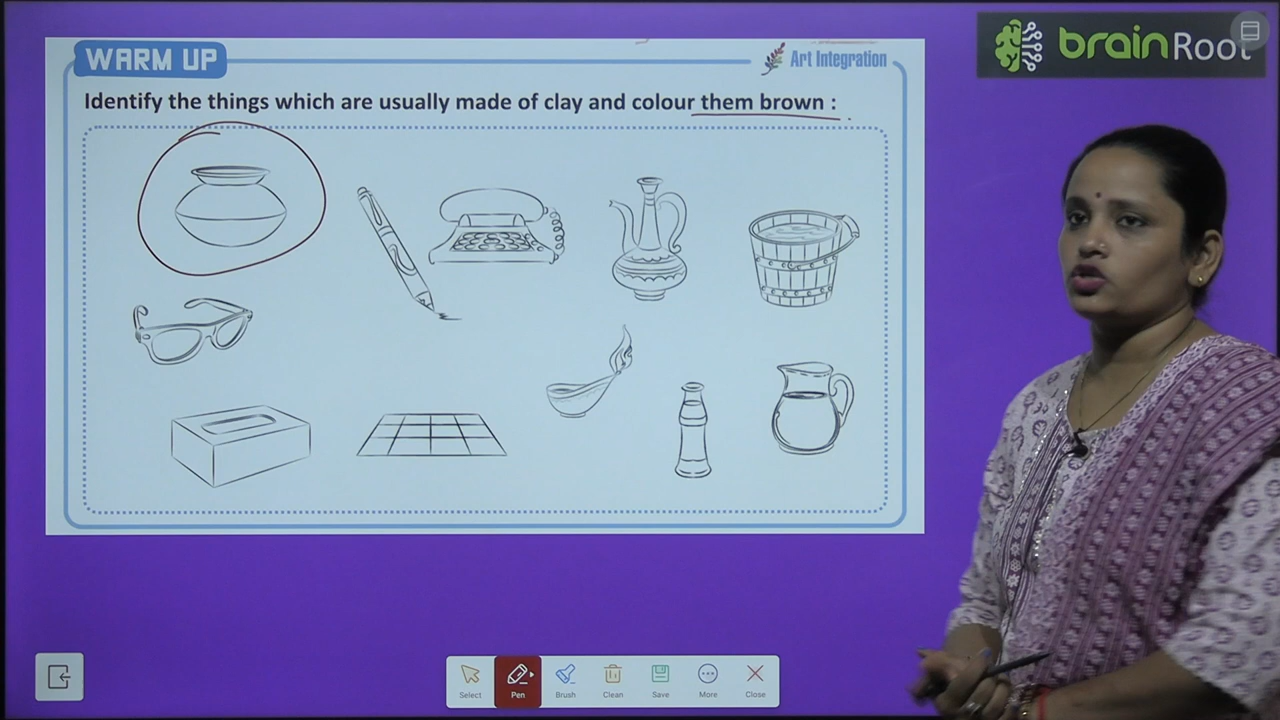 WARM UP
Art Integration
brainRoot
Identify the things which are usually made of clay and colour them brown :
Select
Pen
Brush
Clean
Save
More
Close